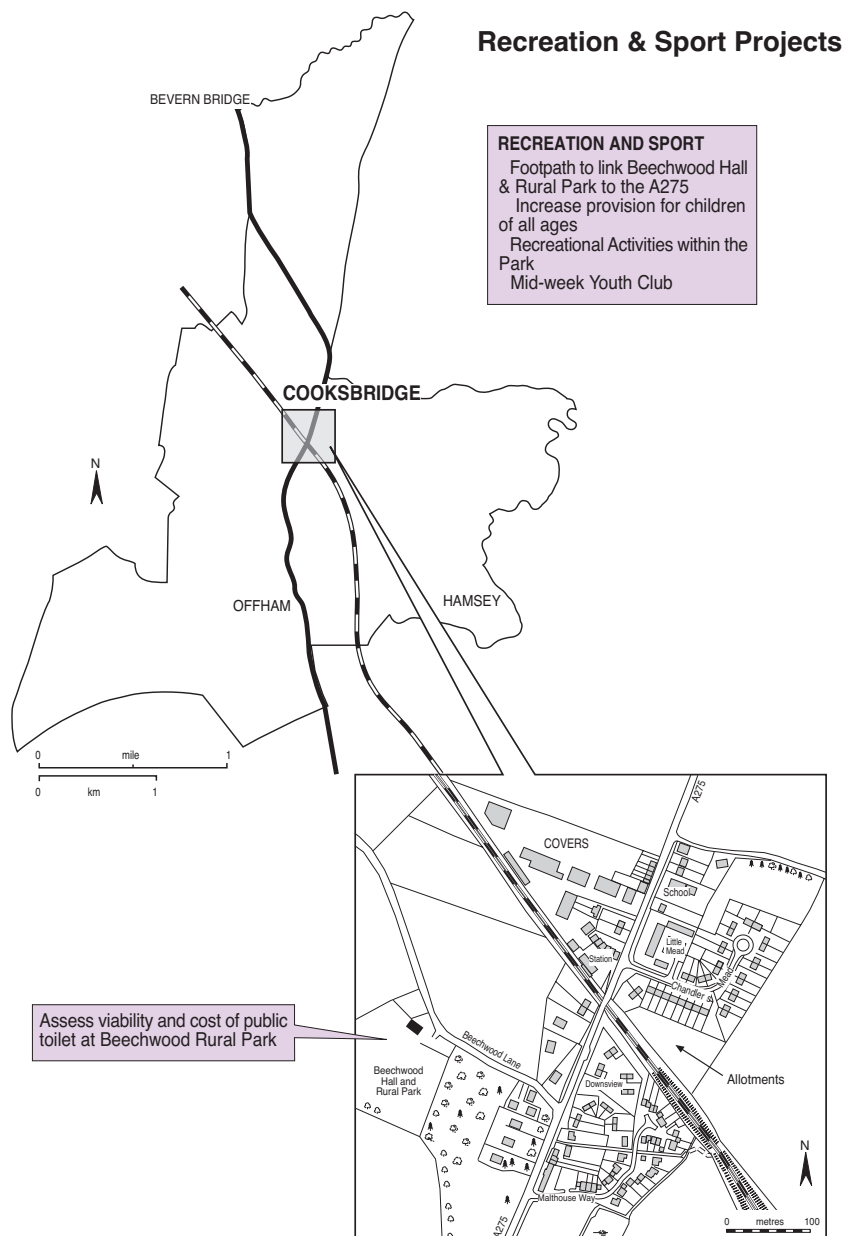 Recreation & Sport Projects
BEVERN BRIDGE
RECREATION AND SPORT
Footpath to link Beechwood Hall
& Rural Park to the A275
Increase provision for children
of all ages
Recreational Activities within the
Park
Mid-week Youth Club
COOKSBRIDGE
N
OFFHAM
HAMSEY
0 mile 1
0 km 1
A275
COVERS
School
Little
Mead
Station
Chandler's
Mead
Assess viability and cost of public
toilet at Beechwood Rural Park
Beechwood Lane
Beechwood
Hall and
Rural Park
Downsview
Allotments
N
Malthouse Way
A275
0 metres 100